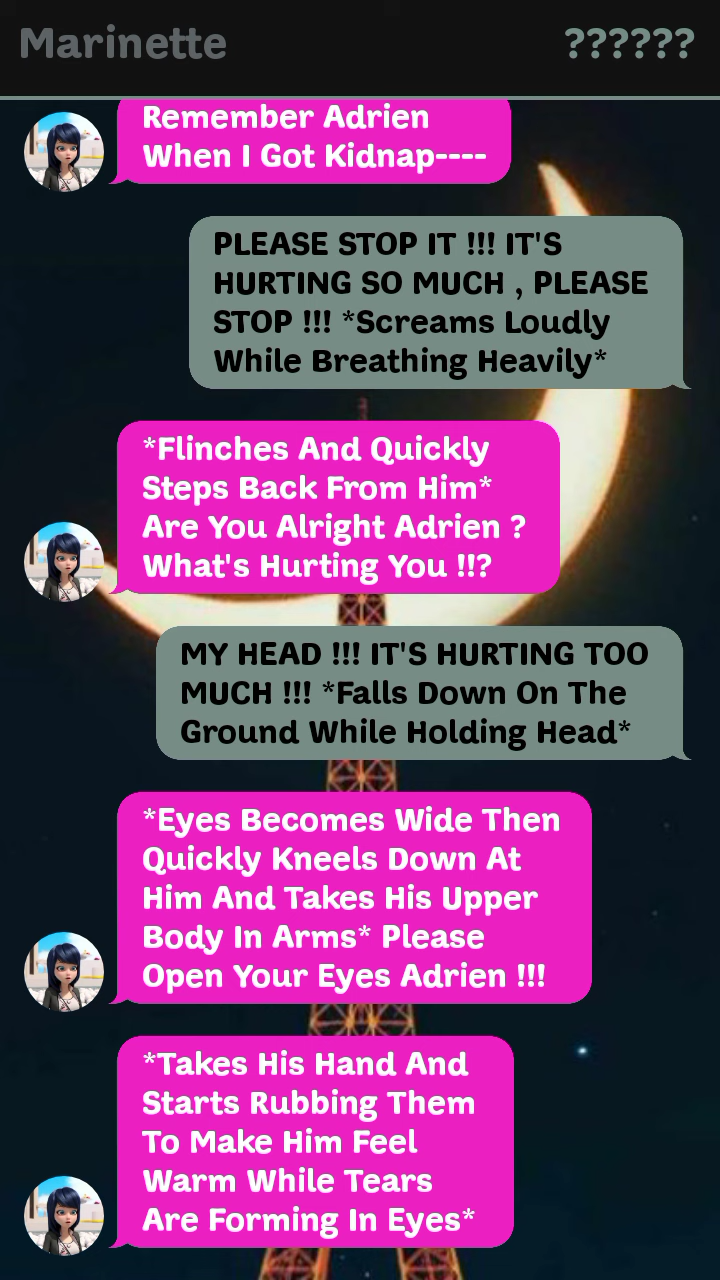 Marinette
??????
Remember Adrien
When I Got Kidnap----
PLEASE STOP IT !!! IT'S
HURTING SO MUCH , PLEASE
STOP !!! *Screams Loudly
While Breathing Heavily*
*Flinches And Quickly
Steps Back From Him*
Are You Alright Adrien ?
What's Hurting You !!?
MY HEAD !!! IT'S HURTING TOO
MUCH !!! *Falls Down On The
Ground While Holding Head*
*Eyes Becomes Wide Then
Quickly Kneels Down At
Him And Takes His Upper
Body In Arms* Please
Open Your Eyes Adrien !!!
*Takes His Hand And
Starts Rubbing Them
To Make Him Feel
Warm While Tears
Are Forming In Eyes*